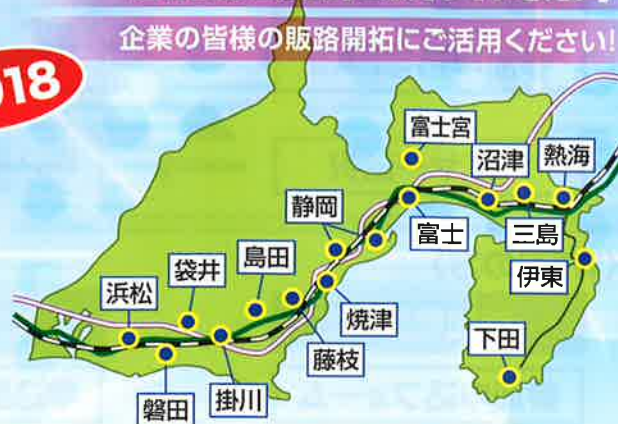 企業の皆様の販路開拓にご活用ください!
018
富士宮
沼津
熱海
静岡
富士
三島
伊東
島田
袋井
浜松
焼津
藤枝
下田
掛川
磐田